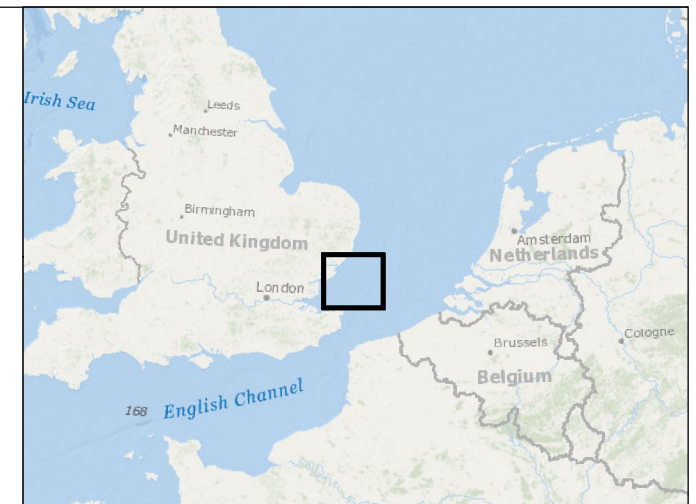 Irish Sea
Leeds
Manchester
Birmingham
United Kingdom
London
Amsterdam
Netherlands
Brussels
Cologne
Belgium
168
English Channel